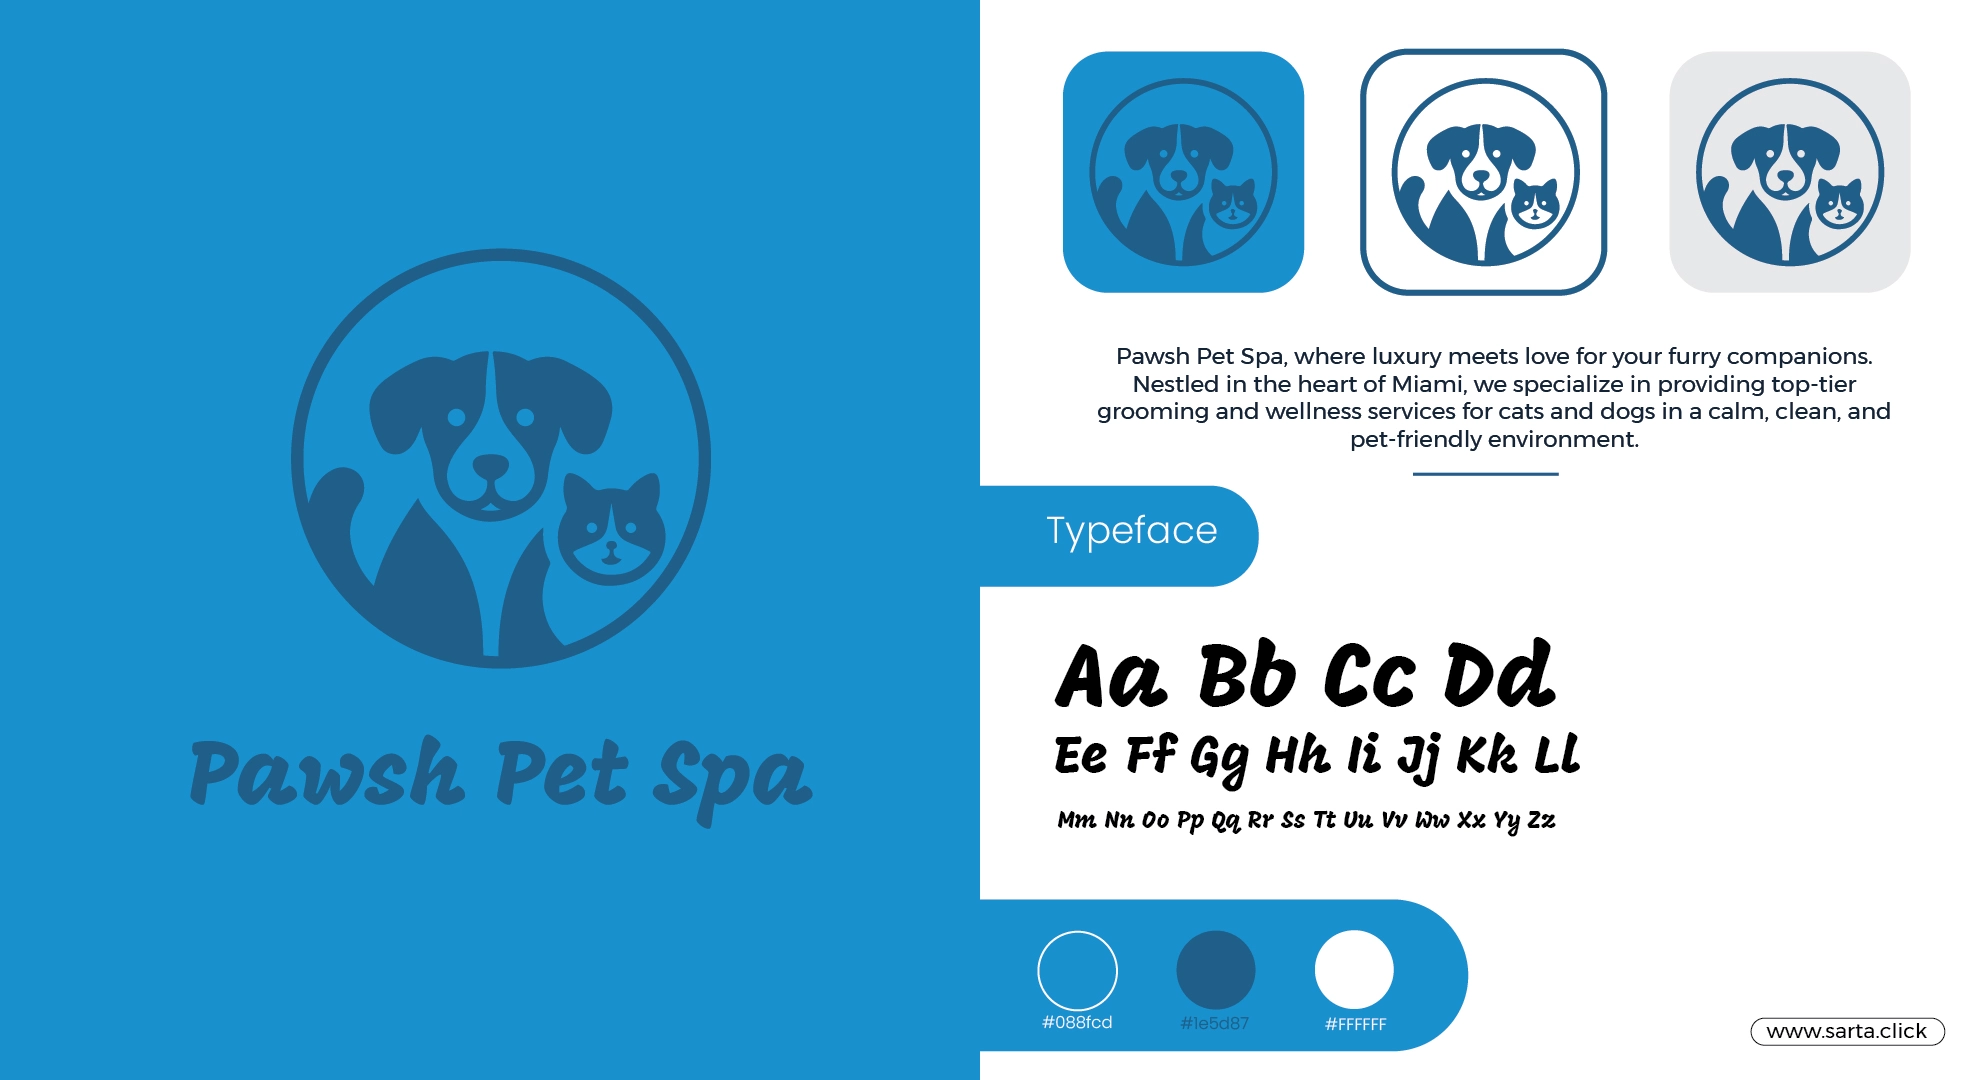 Pawsh Pet Spa
Pawsh Pet Spa, where luxury meets love for your furry companions.
Nestled in the heart of Miami, we specialize in providing top-tier
grooming and wellness services for cats and dogs in a calm, clean, and
pet-friendly environment.
Typeface
Aa Bb Cc Dd
Ee Ff Gg Hh Ii Jj Kk Ll
Mm Nn Oo Pp Qq Rr Ss Tt Uu Vv Ww Xx Yy Zz
#088fcd #1e5d87 #FFFFFF
www.sarta.click